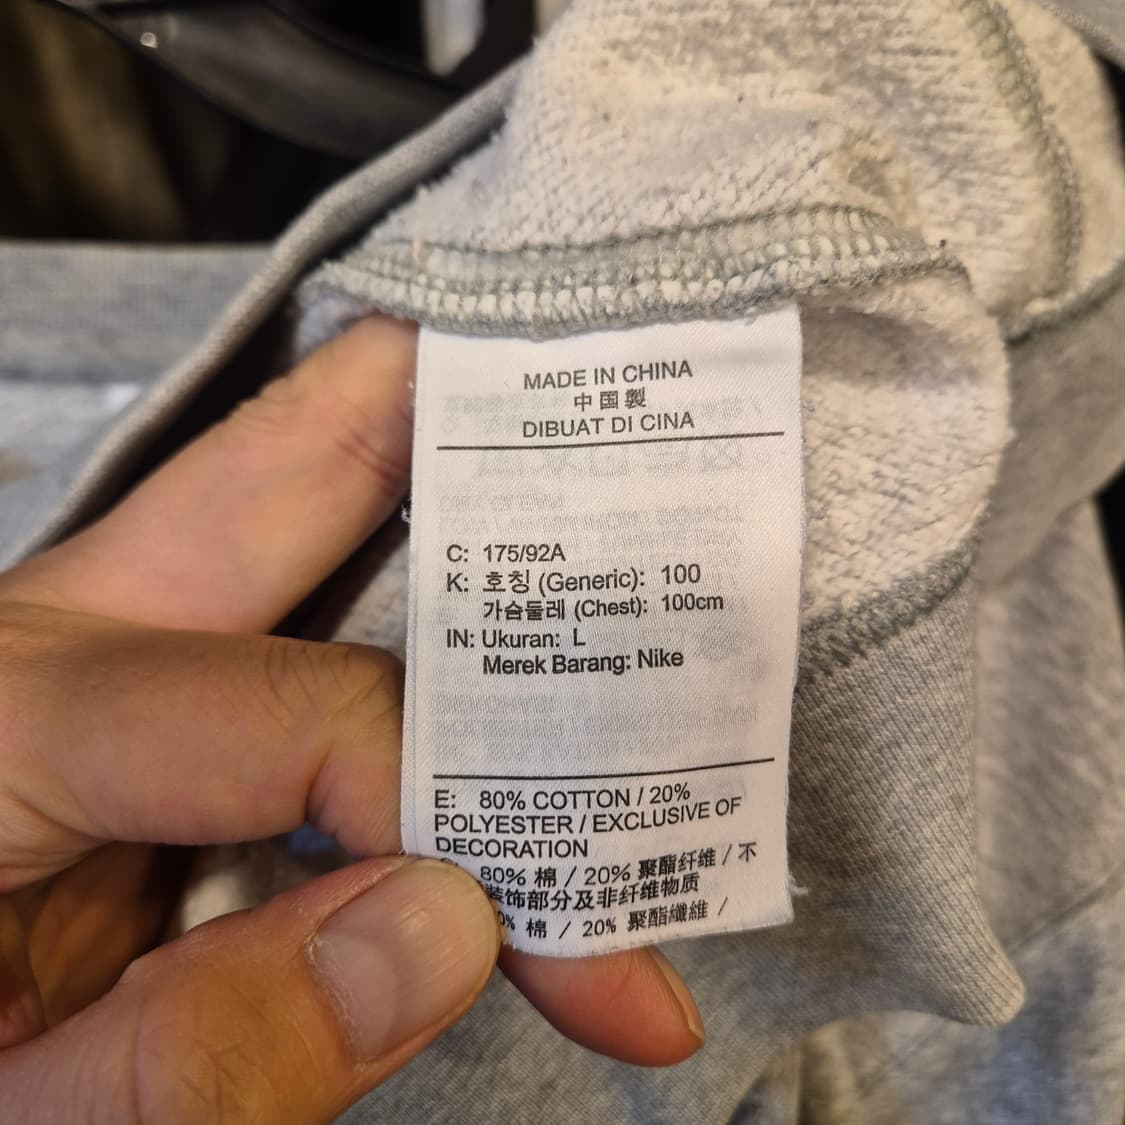 MADE IN CHINA
中国製
DIBUAT DI CINA
C: 175/92A
K: 호칭 (Generic): 100
가슴둘레 (Chest): 100cm
IN: Ukuran: L
Merek Barang: Nike
E: 80% COTTON / 20%
POLYESTER / EXCLUSIVE OF
DECORATION
80% 棉 / 20% 聚酯纤维 / 不
装饰部分及非纤维物质
0% 棉 / 20% 聚酯纖維 /